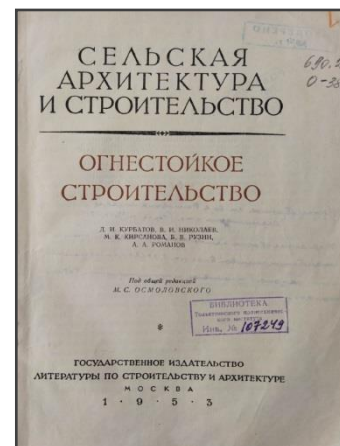 СЕЛЬСКАЯ
АРХИТЕКТУРА
И СТРОИТЕЛЬСТВО
690.
ОГНЕСТОЙКОЕ
СТРОИТЕЛЬСТВО
И. КУРБАТОВ, В. И. НИКОЛАЕВ,
М. К. КИРСАНОВА, РУЗИН,
А. А. РОМАНОВ
Под общей редакцией
М. С. ОСМОЛОВСКОГО
БИБЛИОТЕКА
Инв. № 107249
ГОСУДАРСТВЕННОЕ ИЗДАТЕЛЬСТВО
ЛИТЕРАТУРЫ ПО СТРОИТЕЛЬСТВУ И АРХИТЕКТУРЕ
МОСКВА
1 · 9 · 5 · 3